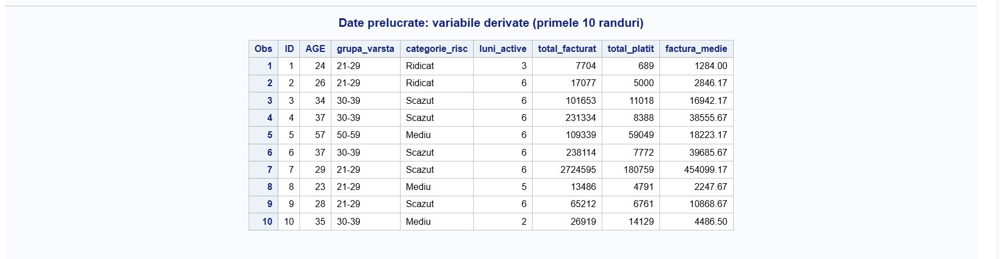 Date prelucrate: variabile derivate (primele 10 randuri)
Obs ID AGE grupa_varsta categorie_risc luni_active total_facturat total_platit factura_medie
1 1 24 21-29 Ridicat 3 7704 689 1284.00
2 2 26 21-29 Ridicat 6 17077 5000 2846.17
3 3 34 30-39 Scazut 6 101653 11018 16942.17
4 4 37 30-39 Scazut 6 231334 8388 38555.67
5 5 57 50-59 Mediu 6 109339 59049 18223.17
6 6 37 30-39 Scazut 6 238114 7772 39685.67
7 7 29 21-29 Scazut 6 2724595 180759 454099.17
8 8 23 21-29 Mediu 5 13486 4791 2247.67
9 9 28 21-29 Scazut 6 65212 6761 10868.67
10 10 35 30-39 Mediu 2 26919 14129 4486.50